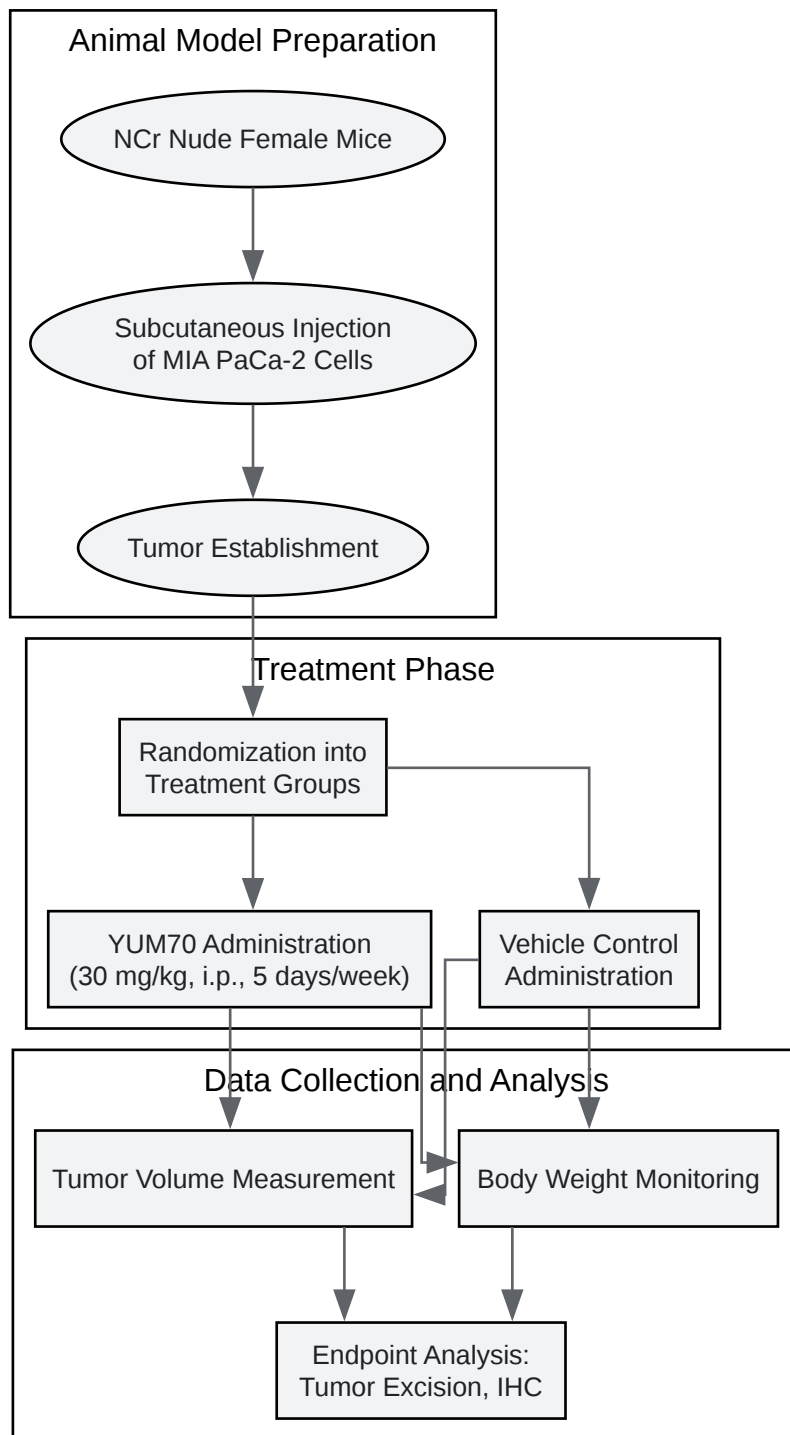 Animal Model Preparation
NCr Nude Female Mice
Subcutaneous Injection
of MIA PaCa-2 Cells
Tumor Establishment
Treatment Phase
Randomization into
Treatment Groups
YUM70 Administration
(30 mg/kg, i.p., 5 days/week)
Vehicle Control
Administration
Data Collection and Analysis
Tumor Volume Measurement
Body Weight Monitoring
Endpoint Analysis:
Tumor Excision, IHC